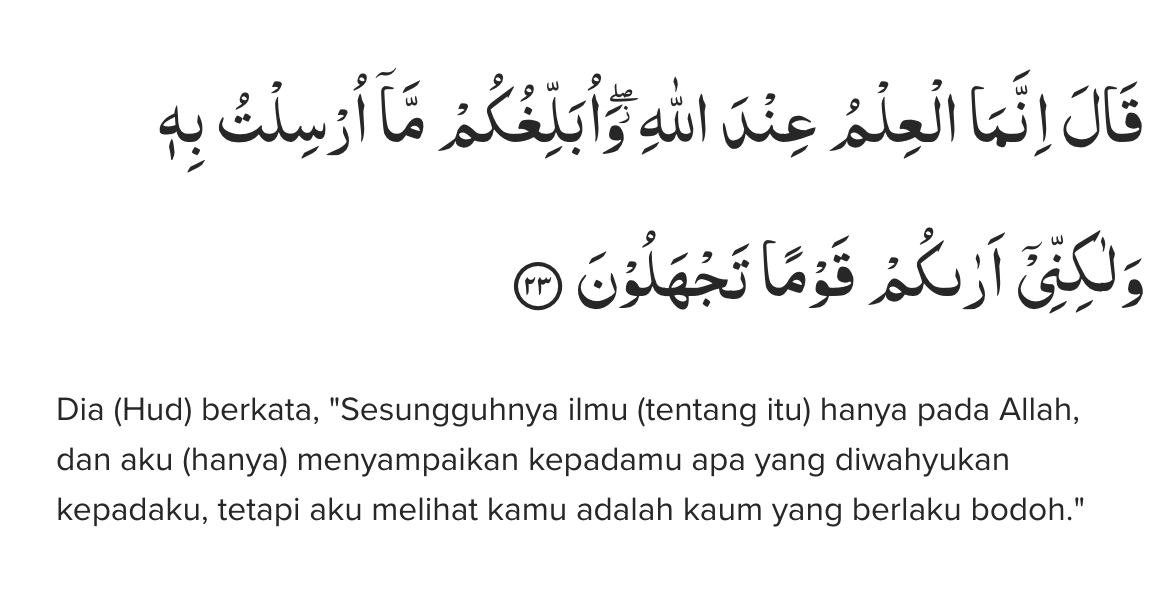 قَالَ اِنَّمَا الْعِلْمُ عِنْدَ اللّٰهِ ۖوَاُبَلِّغُكُمْ مَّآ اُرْسِلْتُ بِهٖ
وَلٰكِنِّيْٓ اَرٰىكُمْ قَوْمًا تَجْهَلُوْنَ ٢٣
Dia (Hud) berkata, "Sesungguhnya ilmu (tentang itu) hanya pada Allah,
dan aku (hanya) menyampaikan kepadamu apa yang diwahyukan
kepadaku, tetapi aku melihat kamu adalah kaum yang berlaku bodoh."